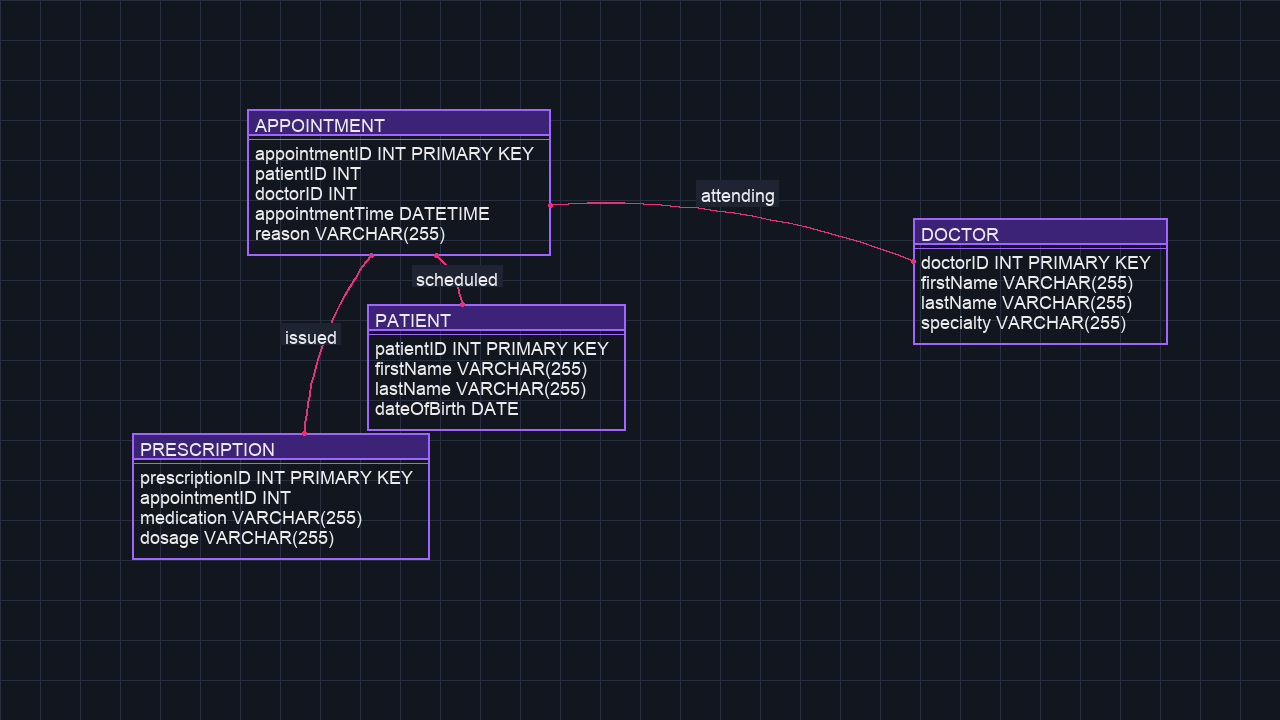 APPOINTMENT
appointmentID INT PRIMARY KEY
patientID INT
doctorID INT
appointmentTime DATETIME
reason VARCHAR(255)
attending
DOCTOR
doctorID INT PRIMARY KEY
firstName VARCHAR(255)
lastName VARCHAR(255)
specialty VARCHAR(255)
scheduled
issued
PATIENT
patientID INT PRIMARY KEY
firstName VARCHAR(255)
lastName VARCHAR(255)
dateOfBirth DATE
PRESCRIPTION
prescriptionID INT PRIMARY KEY
appointmentID INT
medication VARCHAR(255)
dosage VARCHAR(255)